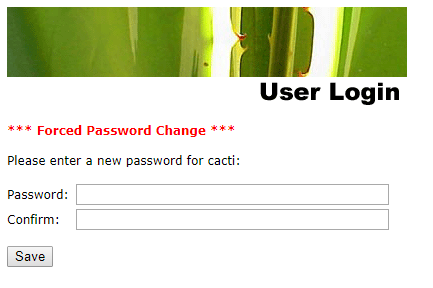 User Login
*** Forced Password Change ***
Please enter a new password for cacti:
Password:
Confirm:
Save